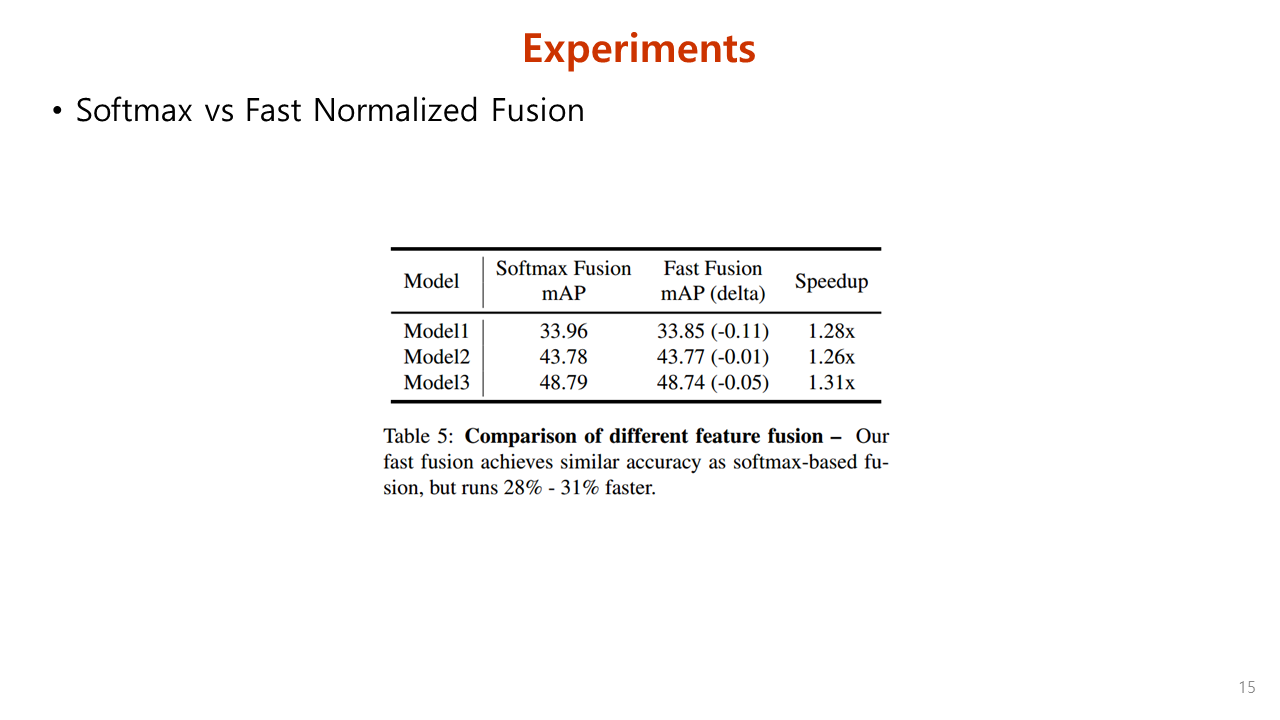 Experiments
• Softmax vs Fast Normalized Fusion
Model Softmax Fusion mAP Fast Fusion mAP (delta) Speedup
Model1 33.96 33.85 (-0.11) 1.28x
Model2 43.78 43.77 (-0.01) 1.26x
Model3 48.79 48.74 (-0.05) 1.31x
Table 5: Comparison of different feature fusion – Our
fast fusion achieves similar accuracy as softmax-based fu-
sion, but runs 28% - 31% faster.
15